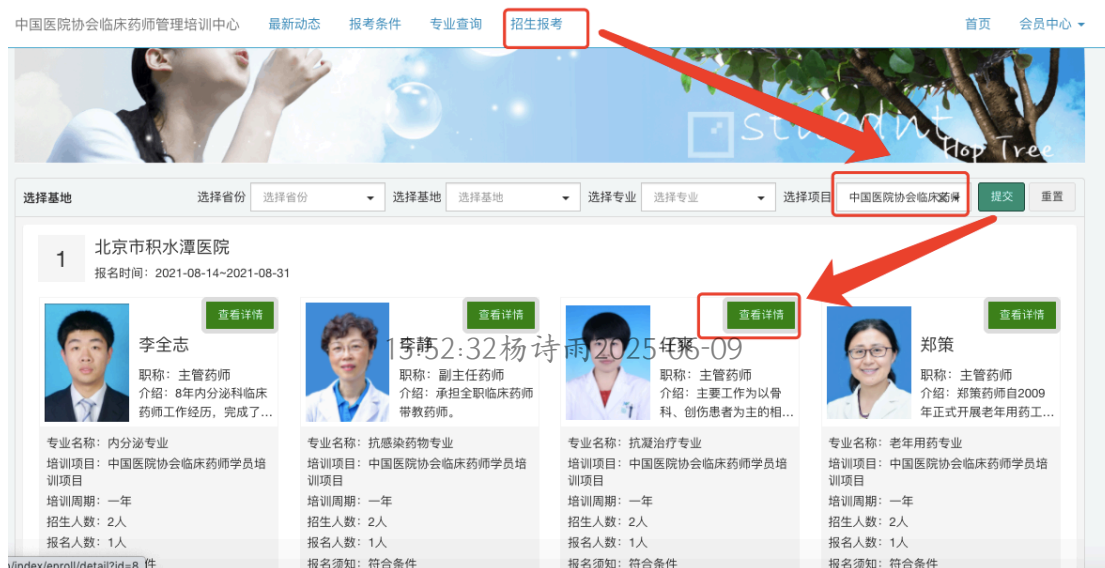 中国医院协会临床药师管理培训中心 最新动态 报考条件 专业查询 招生报考 首页 会员中心
stuednt
Hop Tree
选择基地 选择省份 选择省份 选择基地 选择基地 选择专业 选择专业 选择项目 中国医院协会临床药师 提交 重置
1 北京市积水潭医院
报名时间：2021-08-14~2021-08-31
查看详情 查看详情 查看详情 查看详情
李全志 李静 任爽 郑策
13:52:32杨诗雨2025-06-09
职称：主管药师 职称：副主任药师 职称：主管药师 职称：主管药师
介绍：8年内分泌科临床 介绍：承担全职临床药师 介绍：主要工作为以骨 介绍：郑策药师自2009
药师工作经历，完成了... 带教药师。 科、创伤患者为主的相... 年正式开展老年用药工...
专业名称：内分泌专业 专业名称：抗感染药物专业 专业名称：抗凝治疗专业 专业名称：老年用药专业
培训项目：中国医院协会临床药师学员培 培训项目：中国医院协会临床药师学员培 培训项目：中国医院协会临床药师学员培 培训项目：中国医院协会临床药师学员培
训项目 训项目 训项目 训项目
培训周期：一年 培训周期：一年 培训周期：一年 培训周期：一年
招生人数：2人 招生人数：2人 招生人数：2人 招生人数：2人
报名人数：1人 报名人数：1人 报名人数：1人 报名人数：1人
/index/enroll/detail?id=8 件 报名须知：符合条件 报名须知：符合条件 报名须知：符合条件